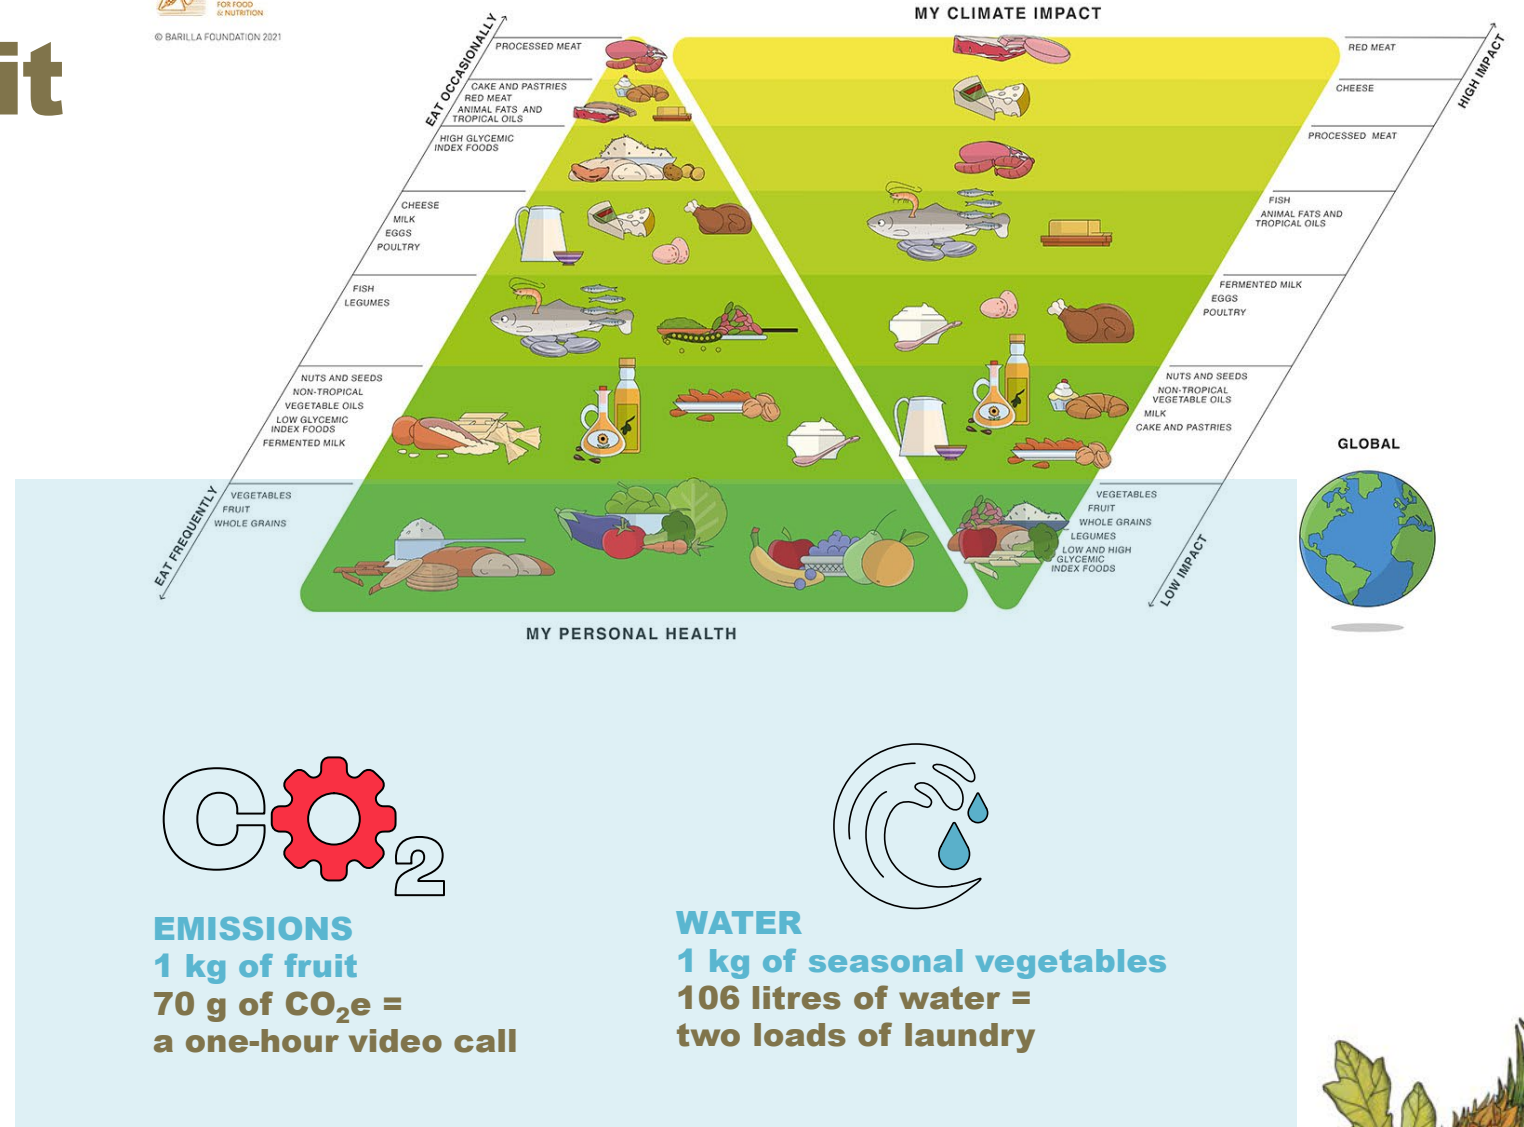 it
FOR FOOD
& NUTRITION
© BARILLA FOUNDATION 2021
MY CLIMATE IMPACT
EAT OCCASIONALLY
PROCESSED MEAT
CAKE AND PASTRIES
RED MEAT
ANIMAL FATS AND
TROPICAL OILS
HIGH GLYCEMIC
INDEX FOODS
CHEESE
MILK
EGGS
POULTRY
FISH
LEGUMES
NUTS AND SEEDS
NON-TROPICAL
VEGETABLE OILS
LOW GLYCEMIC
INDEX FOODS
FERMENTED MILK
VEGETABLES
FRUIT
WHOLE GRAINS
EAT FREQUENTLY
MY PERSONAL HEALTH
HIGH IMPACT
RED MEAT
CHEESE
PROCESSED MEAT
FISH
ANIMAL FATS AND
TROPICAL OILS
FERMENTED MILK
EGGS
POULTRY
NUTS AND SEEDS
NON-TROPICAL
VEGETABLE OILS
MILK
CAKE AND PASTRIES
VEGETABLES
FRUIT
WHOLE GRAINS
LEGUMES
LOW AND HIGH
GLYCEMIC
INDEX FOODS
LOW IMPACT
GLOBAL
CO2
EMISSIONS
1 kg of fruit
70 g of CO₂e =
a one-hour video call
WATER
1 kg of seasonal vegetables
106 litres of water =
two loads of laundry